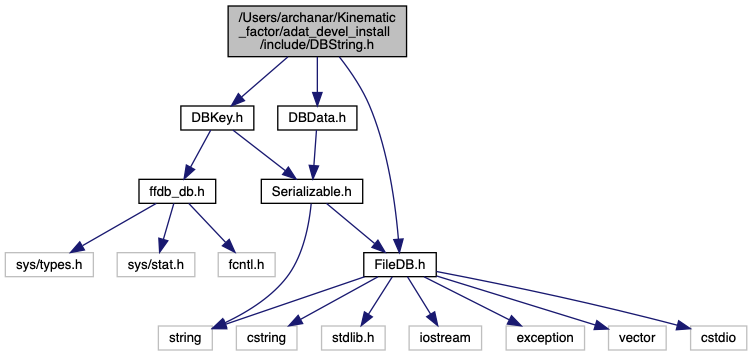 /Users/archanar/Kinematic
_factor/adat_devel_install
/include/DBString.h
DBKey.h
DBData.h
ffdb_db.h
Serializable.h
sys/types.h
sys/stat.h
fcntl.h
FileDB.h
string
cstring
stdlib.h
iostream
exception
vector
cstdio